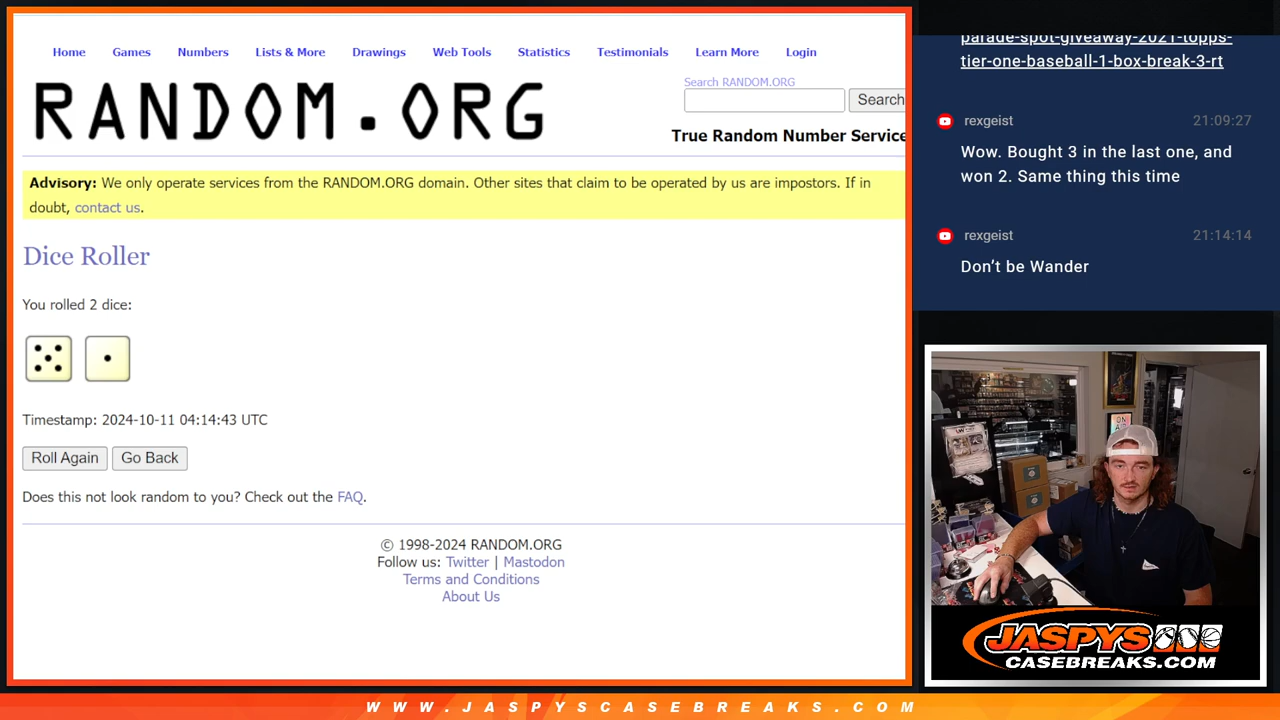 Home Games Numbers Lists & More Drawings Web Tools Statistics Testimonials Learn More Login
RANDOM.ORG
Search RANDOM.ORG
Search
True Random Number Service
Advisory: We only operate services from the RANDOM.ORG domain. Other sites that claim to be operated by us are impostors. If in
doubt, contact us.
Dice Roller
You rolled 2 dice:
Timestamp: 2024-10-11 04:14:43 UTC
Roll Again Go Back
Does this not look random to you? Check out the FAQ.
© 1998-2024 RANDOM.ORG
Follow us: Twitter | Mastodon
Terms and Conditions
About Us
parade-spot-giveaway-2021-topps-
tier-one-baseball-1-box-break-3-rt
rexgeist 21:09:27
Wow. Bought 3 in the last one, and
won 2. Same thing this time
rexgeist 21:14:14
Don't be Wander
ON
JASPYS
CASEBREAKS.COM
WWW.JASPYSCASEBREAKS.COM